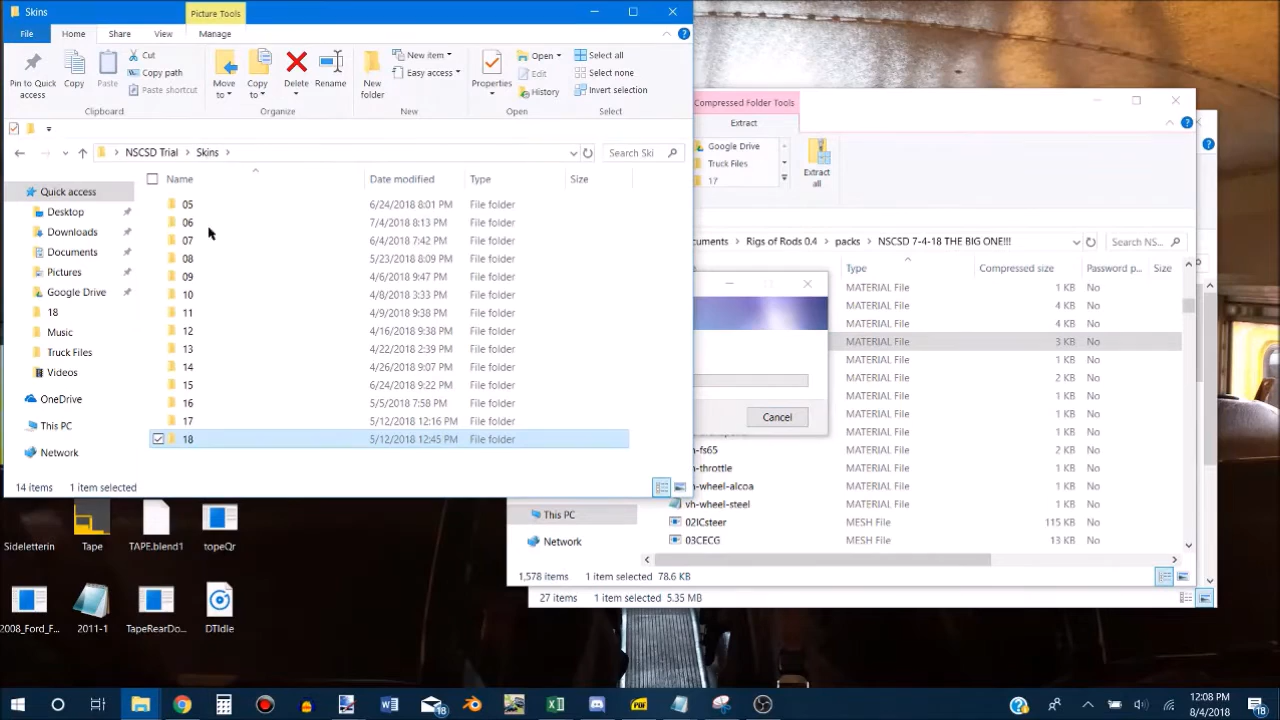 Skins
Picture Tools
File
Home
Share
View
Manage
Pin to Quick access
Copy
Paste
Cut
Copy path
Paste shortcut
Clipboard
Move to
Copy to
Delete
Rename
Organize
New folder
New item
Easy access
New
Properties
Open
Edit
History
Open
Select all
Select none
Invert selection
Select
NSCSD Trial > Skins >
Search Ski
Name
Date modified
Type
Size
Quick access
Desktop
Downloads
Documents
Pictures
Google Drive
18
Music
Truck Files
Videos
OneDrive
This PC
Network
05 6/24/2018 8:01 PM File folder
06 7/4/2018 8:13 PM File folder
07 6/4/2018 7:42 PM File folder
08 5/23/2018 8:09 PM File folder
09 4/6/2018 9:47 PM File folder
10 4/8/2018 3:33 PM File folder
11 4/9/2018 9:38 PM File folder
12 4/16/2018 9:38 PM File folder
13 4/22/2018 2:39 PM File folder
14 4/26/2018 9:07 PM File folder
15 6/24/2018 9:22 PM File folder
16 5/5/2018 7:58 PM File folder
17 5/12/2018 12:16 PM File folder
18 5/12/2018 12:45 PM File folder
14 items 1 item selected
Compressed Folder Tools
Extract
Google Drive
Truck Files
17
Extract all
cuments > Rigs of Rods 0.4 > packs > NSCSD 7-4-18 THE BIG ONE!!!
Search NS...
Type
Compressed size
Password p...
Size
MATERIAL File 1 KB No
MATERIAL File 4 KB No
MATERIAL File 4 KB No
MATERIAL File 3 KB No
MATERIAL File 1 KB No
MATERIAL File 2 KB No
MATERIAL File 1 KB No
MATERIAL File 1 KB No
MATERIAL File 1 KB No
h-fs65 MATERIAL File 2 KB No
h-throttle MATERIAL File 1 KB No
h-wheel-alcoa MATERIAL File 1 KB No
vh-wheel-steel MATERIAL File 1 KB No
02ICsteer MESH File 115 KB No
03CECG MESH File 13 KB No
Cancel
This PC
Network
1,578 items 1 item selected 78.6 KB
27 items 1 item selected 5.35 MB
Sideletterin
Tape
TAPE.blend1
topeQr
2008_Ford_F...
2011-1
TapeRearDo...
DTIdle
18
12:08 PM
8/4/2018
18